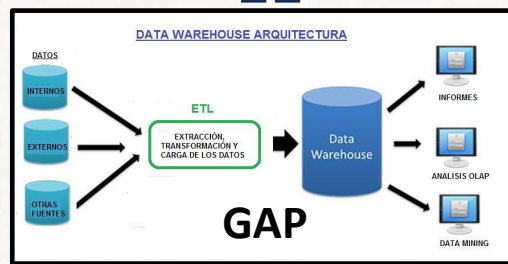 DATA WAREHOUSE ARQUITECTURA
DATOS
INTERNOS
EXTERNOS
OTRAS
FUENTES
ETL
EXTRACCIÓN,
TRANSFORMACIÓN Y
CARGA DE LOS DATOS
Data
Warehouse
INFORMES
ANALISIS OLAP
DATA MINING
GAP